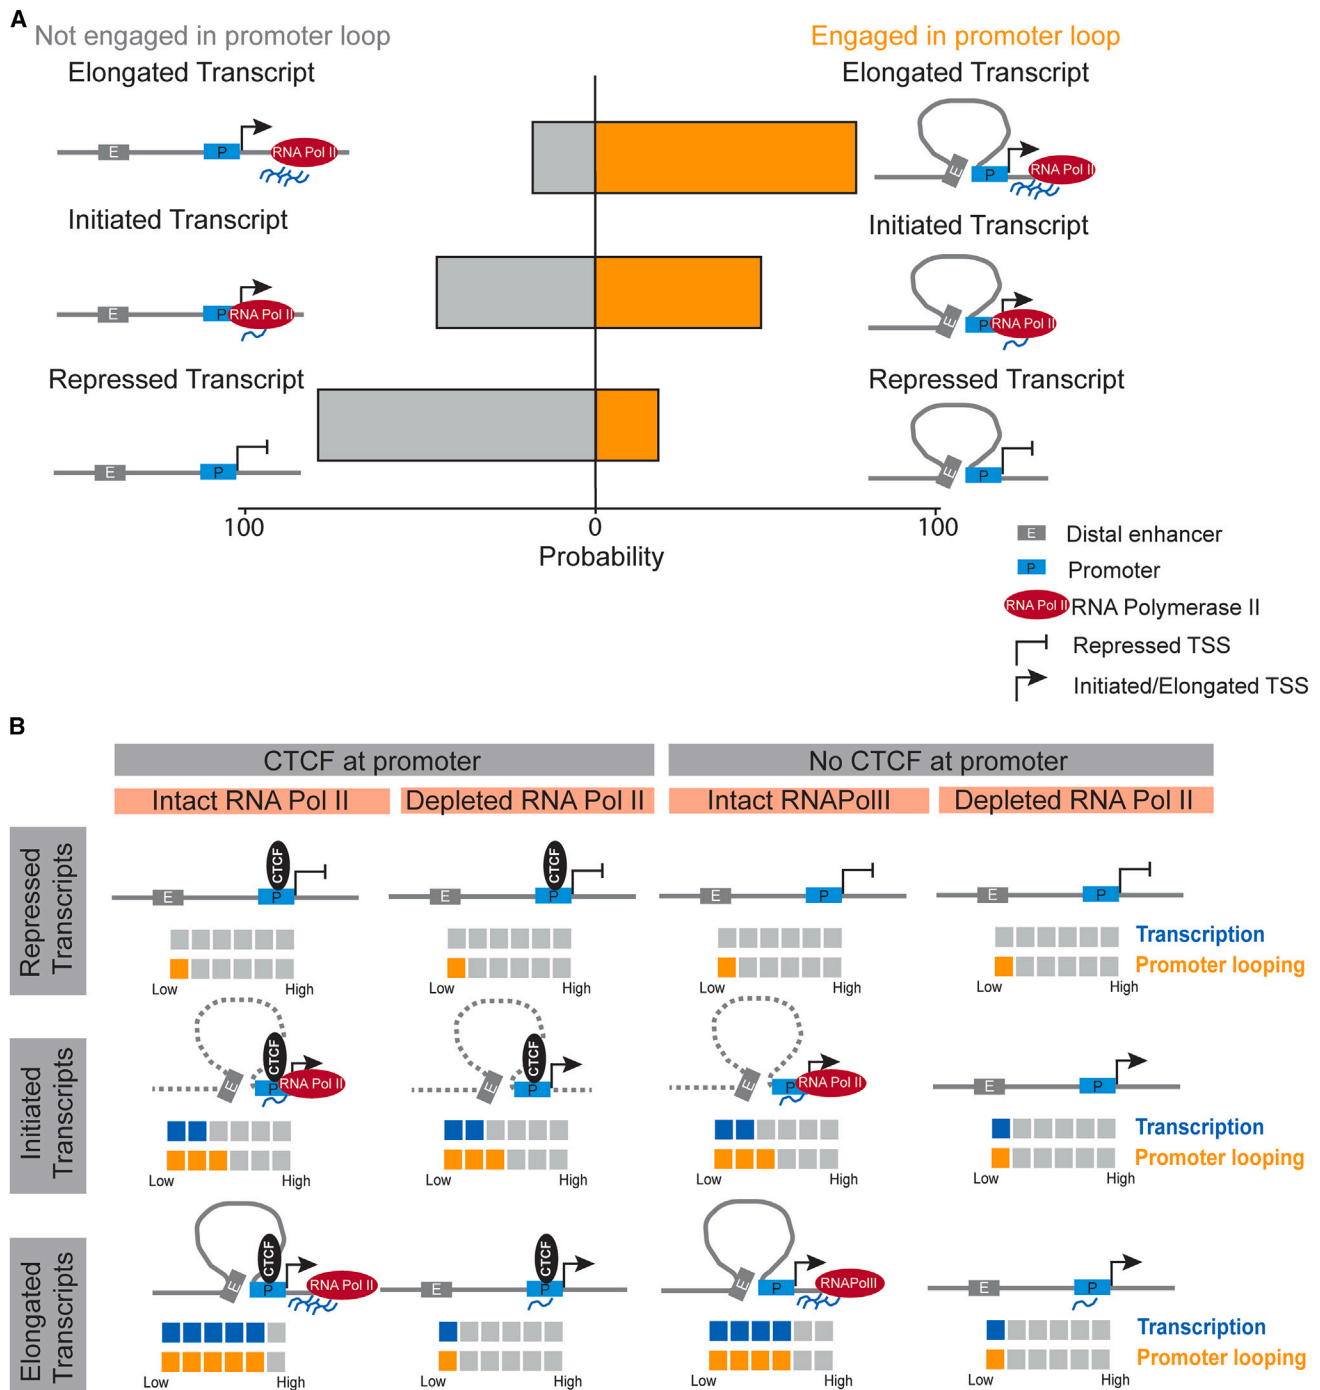 A
Not engaged in promoter loop
Engaged in promoter loop
Elongated Transcript
Elongated Transcript
E
P
RNA Pol II
E
P
RNA Pol II
Initiated Transcript
Initiated Transcript
E
P
RNA Pol II
E
P
RNA Pol II
Repressed Transcript
Repressed Transcript
E
P
E
P
100
0
100
Probability
E
Distal enhancer
P
Promoter
RNA Pol II
RNA Polymerase II
Repressed TSS
Initiated/Elongated TSS
B
CTCF at promoter
No CTCF at promoter
Intact RNA Pol II
Depleted RNA Pol II
Intact RNAPolII
Depleted RNA Pol II
Repressed
Transcripts
CTCF
E
P
CTCF
E
P
E
P
E
P
Transcription
Promoter looping
Low
High
Low
High
Low
High
Low
High
Initiated
Transcripts
CTCF
E
P
RNA Pol II
CTCF
E
P
E
P
RNA Pol II
E
P
Transcription
Promoter looping
Low
High
Low
High
Low
High
Low
High
Elongated
Transcripts
CTCF
E
P
RNA Pol II
CTCF
E
P
E
P
RNAPolII
E
P
Transcription
Promoter looping
Low
High
Low
High
Low
High
Low
High